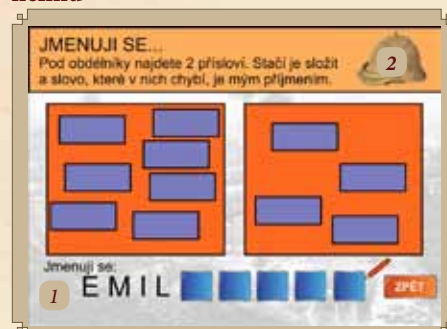 JMENUJI SE...
Pod obdélníky najdete 2 přísloví. Stačí je složit
a slovo, které v nich chybí, je mým příjmením.
2
Jmenuji se:
1
EMIL
ZPĚT